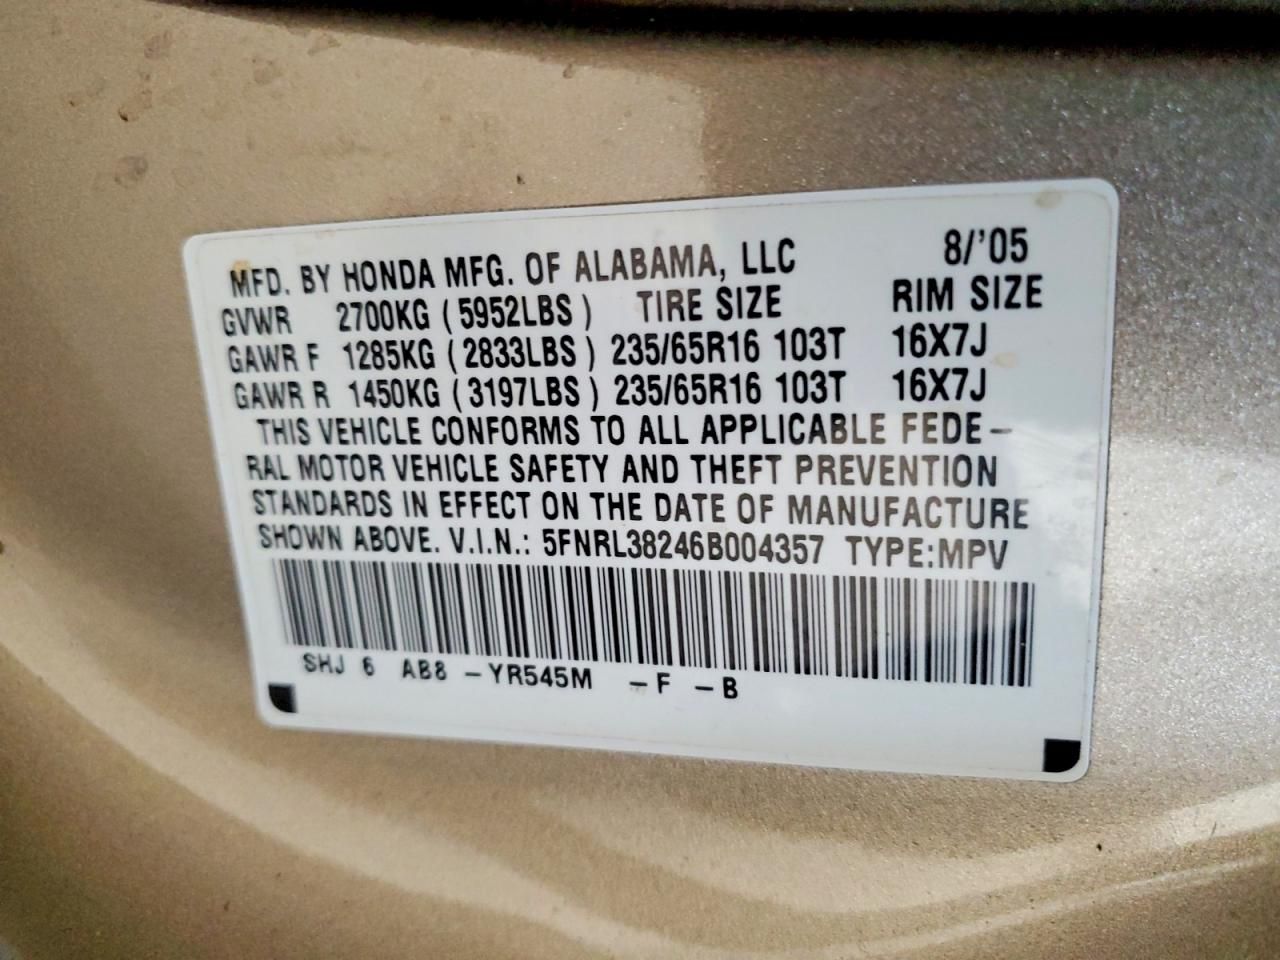 MFD. BY HONDA MFG. OF ALABAMA, LLC 8/'05
GVWR 2700KG (5952LBS) TIRE SIZE RIM SIZE
GAWR F 1285KG (2833LBS) 235/65R16 103T 16X7J
GAWR R 1450KG (3197LBS) 235/65R16 103T 16X7J
THIS VEHICLE CONFORMS TO ALL APPLICABLE FEDE-
RAL MOTOR VEHICLE SAFETY AND THEFT PREVENTION
STANDARDS IN EFFECT ON THE DATE OF MANUFACTURE
SHOWN ABOVE. V.I.N.: 5FNRL38246B004357 TYPE:MPV
SHJ 6 AB8 -YR545M -F -B